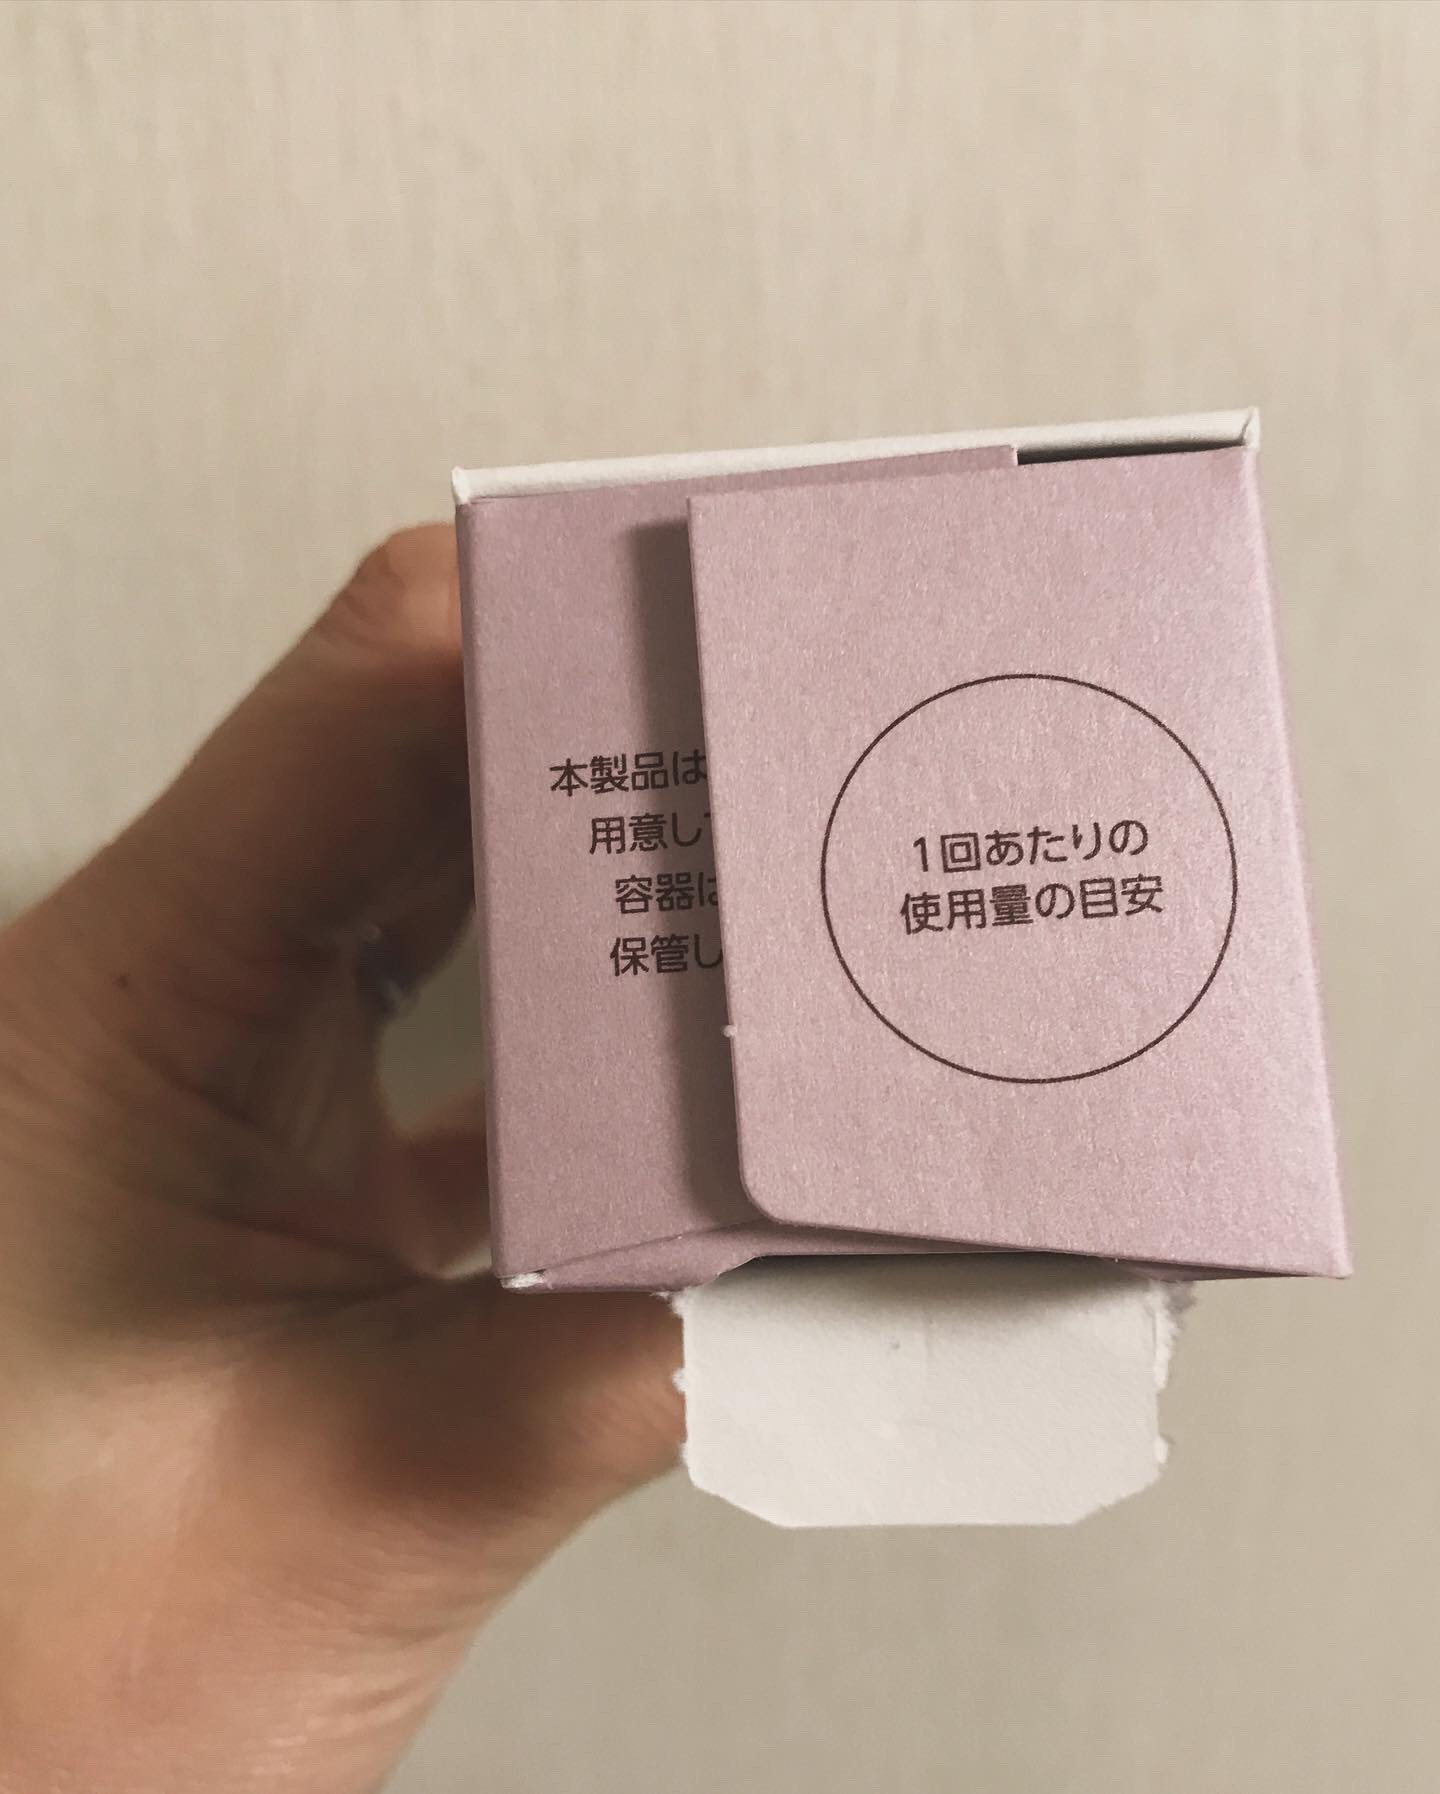 本製品は
用意し
容器は
保管し
1回あたりの
使用量の目安